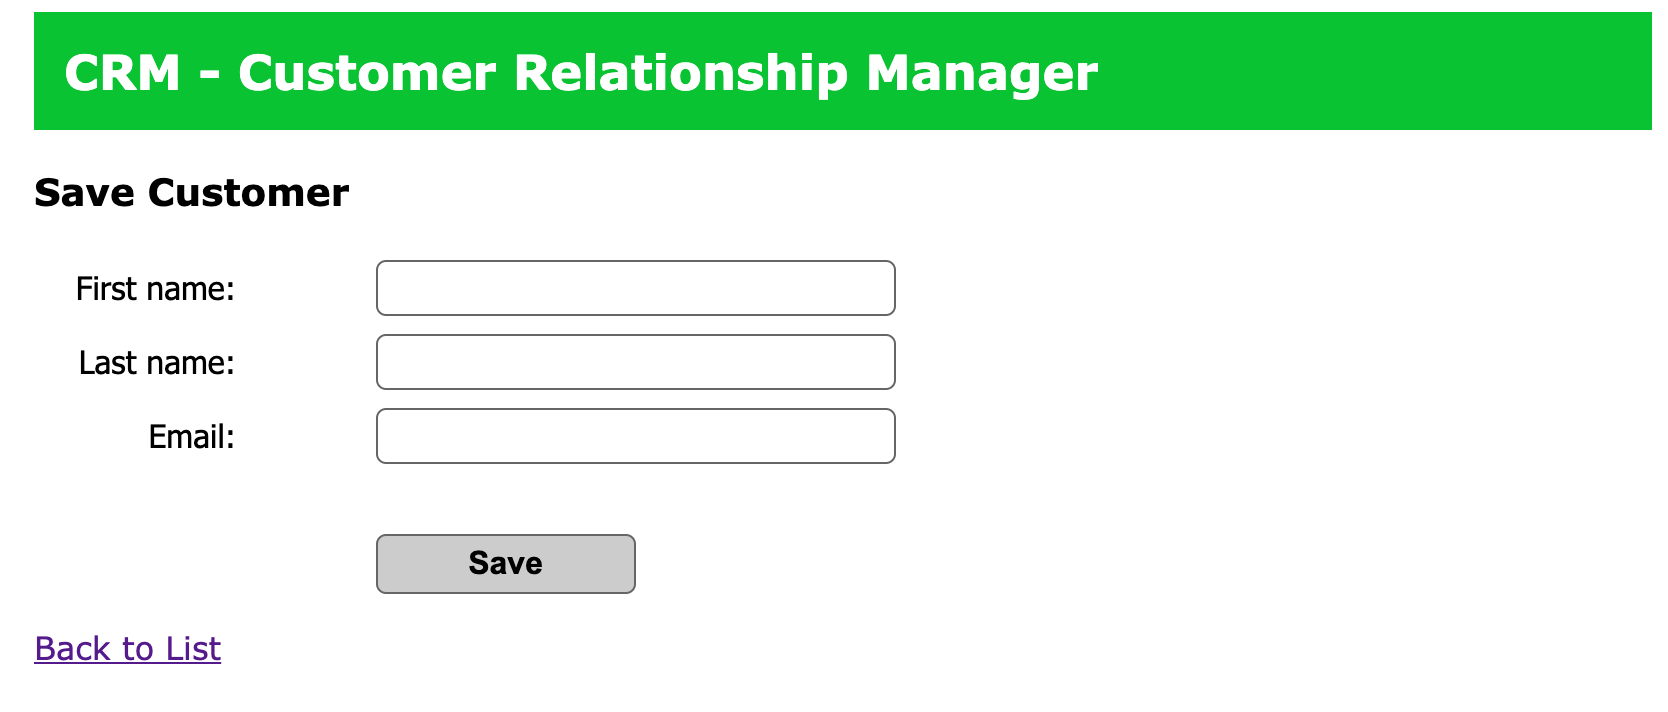 CRM - Customer Relationship Manager
Save Customer
First name:
Last name:
Email:
Save
Back to List